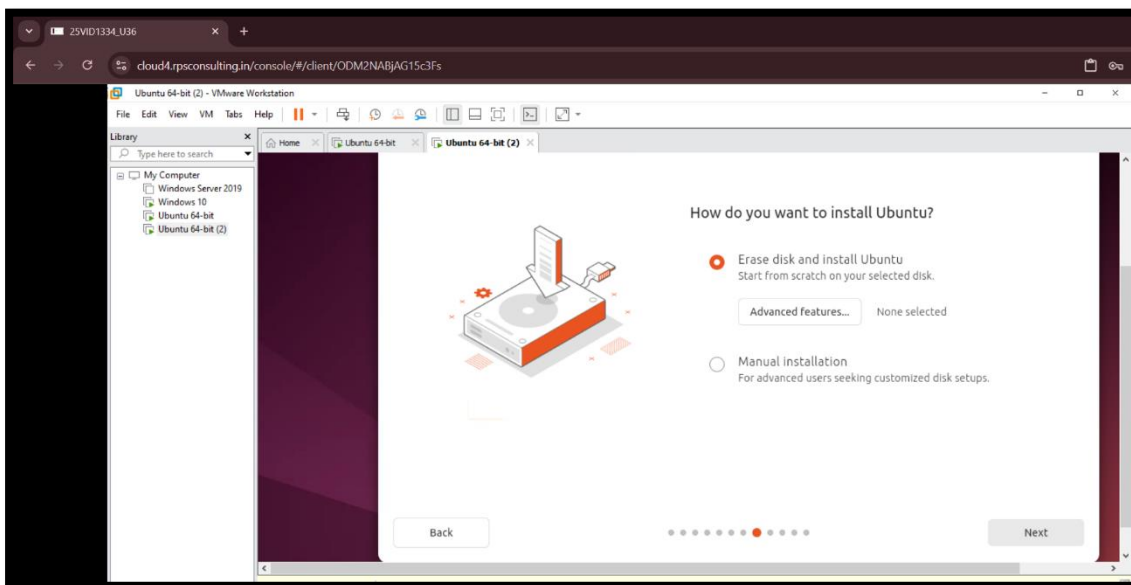 25VID1334_U36
cloud4.rpsconsulting.in/console/#/client/ODM2NABjAG15c3Fs
Ubuntu 64-bit (2) - VMware Workstation
File Edit View VM Tabs Help
Library
Type here to search
My Computer
Windows Server 2019
Windows 10
Ubuntu 64-bit
Ubuntu 64-bit (2)
Home Ubuntu 64-bit Ubuntu 64-bit (2)
How do you want to install Ubuntu?
Erase disk and install Ubuntu
Start from scratch on your selected disk.
Advanced features... None selected
Manual installation
For advanced users seeking customized disk setups.
Back Next